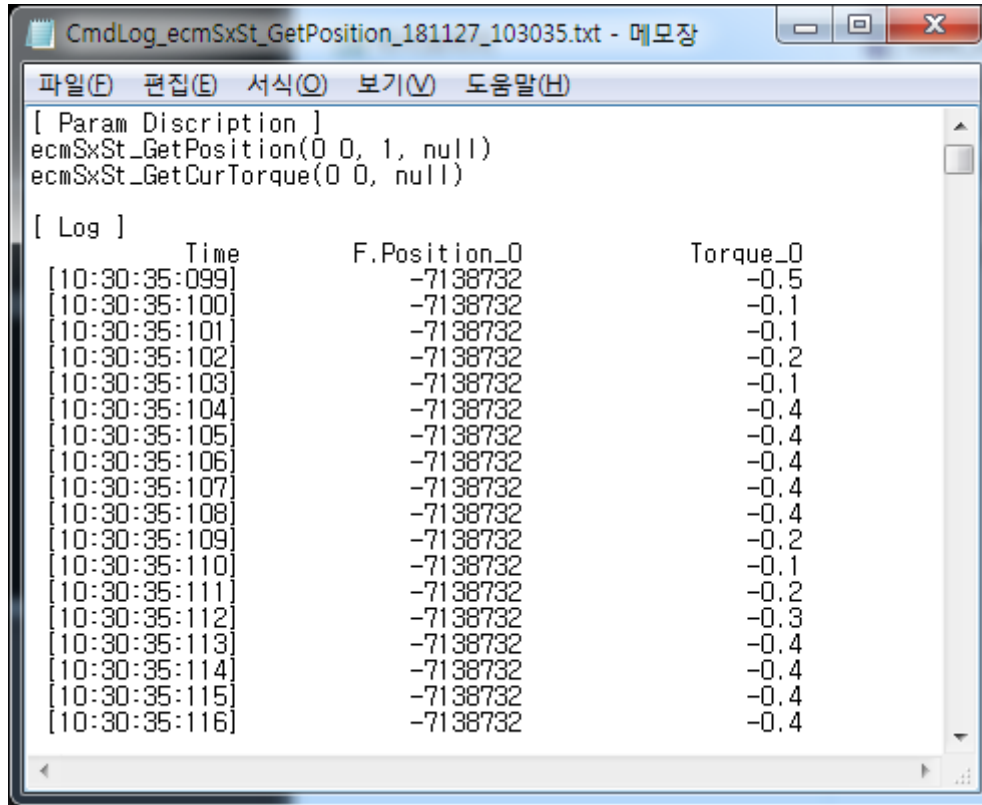 CmdLog_ecmSxSt_GetPosition_181127_103035.txt - 메모장
파일(F) 편집(E) 서식(O) 보기(V) 도움말(H)
[ Param Discription ]
ecmSxSt_GetPosition(0 0, 1, null)
ecmSxSt_GetCurTorque(0 0, null)
[ Log ]
Time F.Position_0 Torque_0
[10:30:35:099] -7138732 -0.5
[10:30:35:100] -7138732 -0.1
[10:30:35:101] -7138732 -0.1
[10:30:35:102] -7138732 -0.2
[10:30:35:103] -7138732 -0.1
[10:30:35:104] -7138732 -0.4
[10:30:35:105] -7138732 -0.4
[10:30:35:106] -7138732 -0.4
[10:30:35:107] -7138732 -0.4
[10:30:35:108] -7138732 -0.4
[10:30:35:109] -7138732 -0.2
[10:30:35:110] -7138732 -0.1
[10:30:35:111] -7138732 -0.2
[10:30:35:112] -7138732 -0.3
[10:30:35:113] -7138732 -0.4
[10:30:35:114] -7138732 -0.4
[10:30:35:115] -7138732 -0.4
[10:30:35:116] -7138732 -0.4